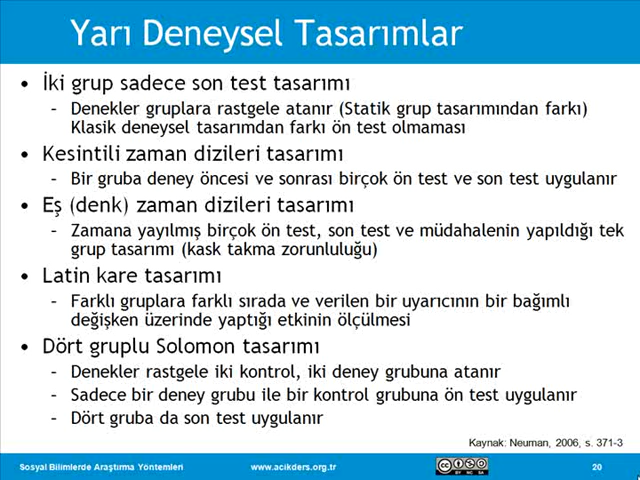 Yarı Deneysel Tasarımlar
• İki grup sadece son test tasarımı
– Denekler gruplara rastgele atanır (Statik grup tasarımından farkı)
Klasik deneysel tasarımdan farkı ön test olmaması
• Kesintili zaman dizileri tasarımı
– Bir gruba deney öncesi ve sonrası birçok ön test ve son test uygulanır
• Eş (denk) zaman dizileri tasarımı
– Zamana yayılmış birçok ön test, son test ve müdahalenin yapıldığı tek
grup tasarımı (kask takma zorunluluğu)
• Latin kare tasarımı
– Farklı gruplara farklı sırada ve verilen bir uyarıcının bir bağımlı
değişken üzerinde yaptığı etkinin ölçülmesi
• Dört gruplu Solomon tasarımı
– Denekler rastgele iki kontrol, iki deney grubuna atanır
– Sadece bir deney grubu ile bir kontrol grubuna ön test uygulanır
– Dört gruba da son test uygulanır
Kaynak: Neuman, 2006, s. 371-3
Sosyal Bilimlerde Araştırma Yöntemleri www.acikders.org.tr cc BY NC SA 20